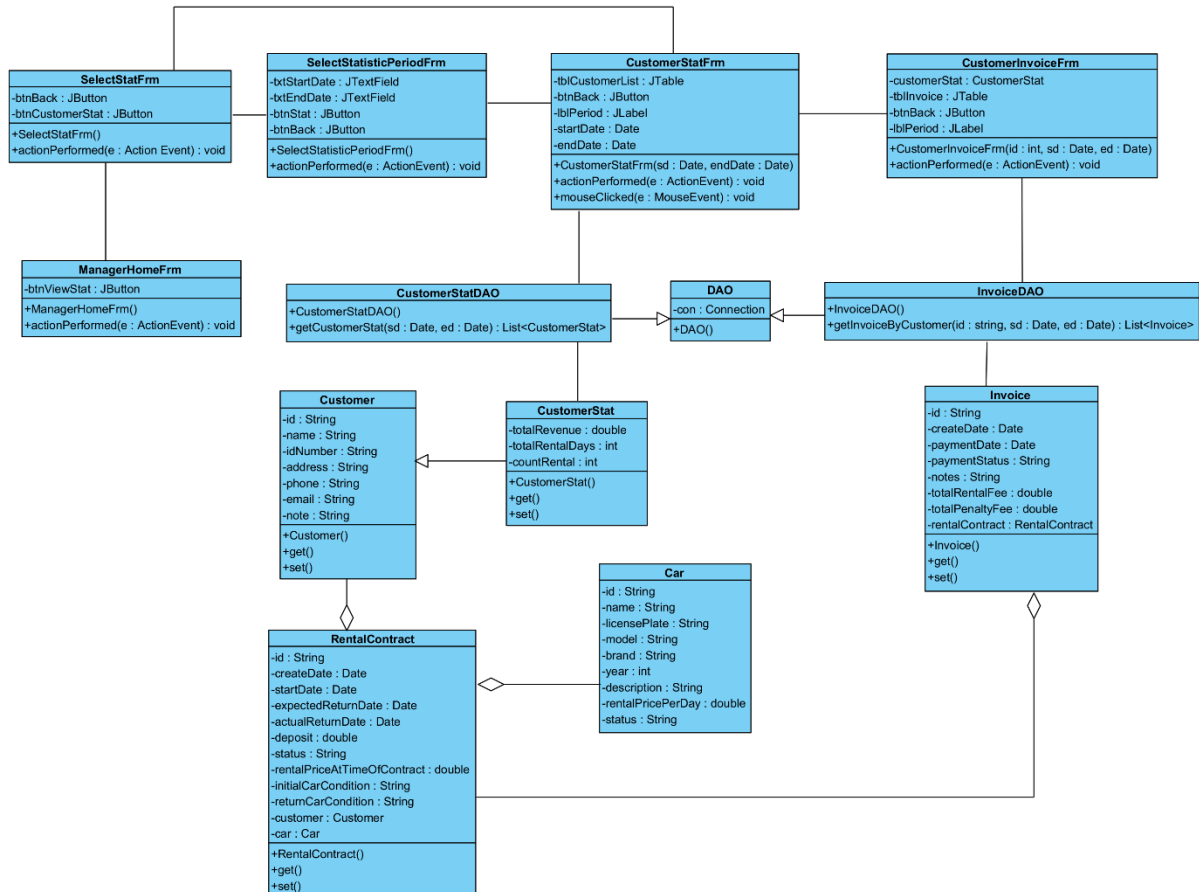 SelectStatFrm
-btnBack : JButton
-btnCustomerStat : JButton
+SelectStatFrm()
+actionPerformed(e : Action Event) : void
SelectStatisticPeriodFrm
-txtStartDate : JTextField
-txtEndDate : JTextField
-btnStat : JButton
-btnBack : JButton
+SelectStatisticPeriodFrm()
+actionPerformed(e : ActionEvent) : void
CustomerStatFrm
-tblCustomerList : JTable
-btnBack : JButton
-lblPeriod : JLabel
-startDate : Date
-endDate : Date
+CustomerStatFrm(sd : Date, endDate : Date)
+actionPerformed(e : ActionEvent) : void
+mouseClicked(e : MouseEvent) : void
CustomerInvoiceFrm
-customerStat : CustomerStat
-tblInvoice : JTable
-btnBack : JButton
-lblPeriod : JLabel
+CustomerInvoiceFrm(id : int, sd : Date, ed : Date)
+actionPerformed(e : ActionEvent) : void
ManagerHomeFrm
-btnViewStat : JButton
+ManagerHomeFrm()
+actionPerformed(e : ActionEvent) : void
CustomerStatDAO
+CustomerStatDAO()
+getCustomerStat(sd : Date, ed : Date) : List<CustomerStat>
DAO
-con : Connection
+DAO()
InvoiceDAO
+InvoiceDAO()
+getInvoiceByCustomer(id : string, sd : Date, ed : Date) : List<Invoice>
Customer
-id : String
-name : String
-idNumber : String
-address : String
-phone : String
-email : String
-note : String
+Customer()
+get()
+set()
CustomerStat
-totalRevenue : double
-totalRentalDays : int
-countRental : int
+CustomerStat()
+get()
+set()
Invoice
-id : String
-createDate : Date
-paymentDate : Date
-paymentStatus : String
-notes : String
-totalRentalFee : double
-totalPenaltyFee : double
-rentalContract : RentalContract
+Invoice()
+get()
+set()
Car
-id : String
-name : String
-licensePlate : String
-model : String
-brand : String
-year : int
-description : String
-rentalPricePerDay : double
-status : String
RentalContract
-id : String
-createDate : Date
-startDate : Date
-expectedReturnDate : Date
-actualReturnDate : Date
-deposit : double
-status : String
-rentalPriceAtTimeOfContract : double
-initialCarCondition : String
-returnCarCondition : String
-customer : Customer
-car : Car
+RentalContract()
+get()
+set()